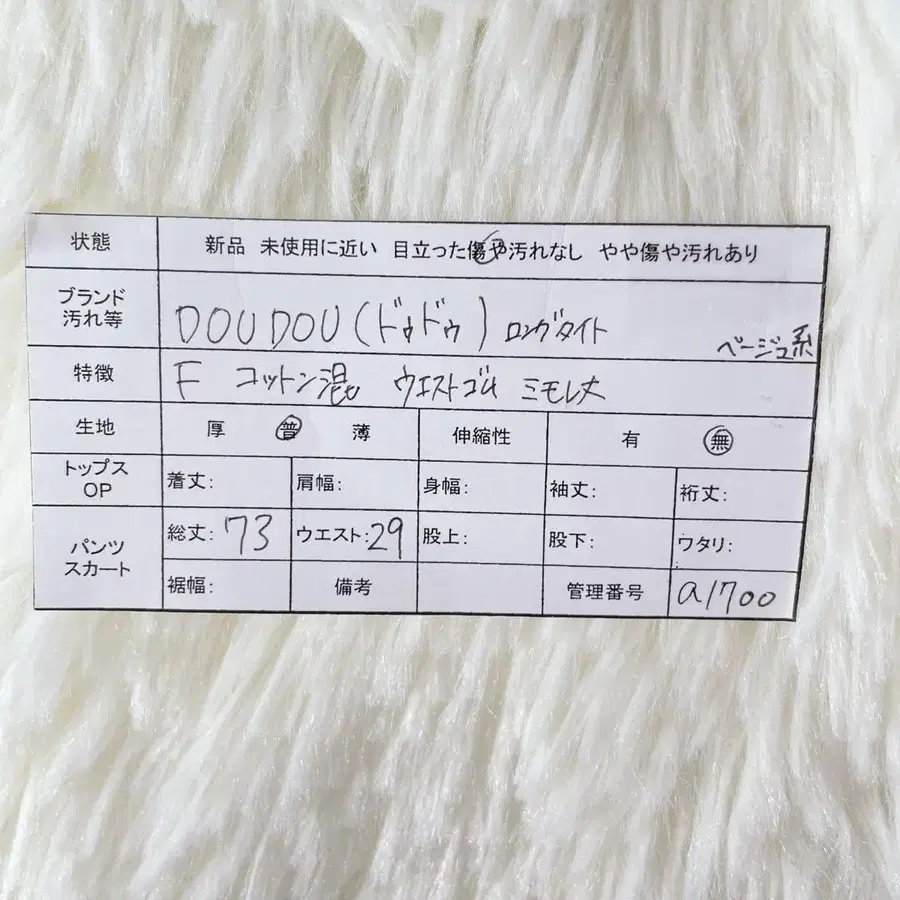 状態 新品 未使用に近い 目立った傷や汚れなし やや傷や汚れあり
ブランド
汚れ等
DOUDOU(ドゥドゥ) ロングタイト
ベージュ系
特徴 F コットン混 ウエストゴム ミモレ丈
生地 厚 普 薄 伸縮性 有 無
トップス
OP
着丈: 肩幅: 身幅: 袖丈: 裄丈:
パンツ
スカート
総丈: 73 ウエスト: 29 股上: 股下: ワタリ:
裾幅: 備考 管理番号 a1700